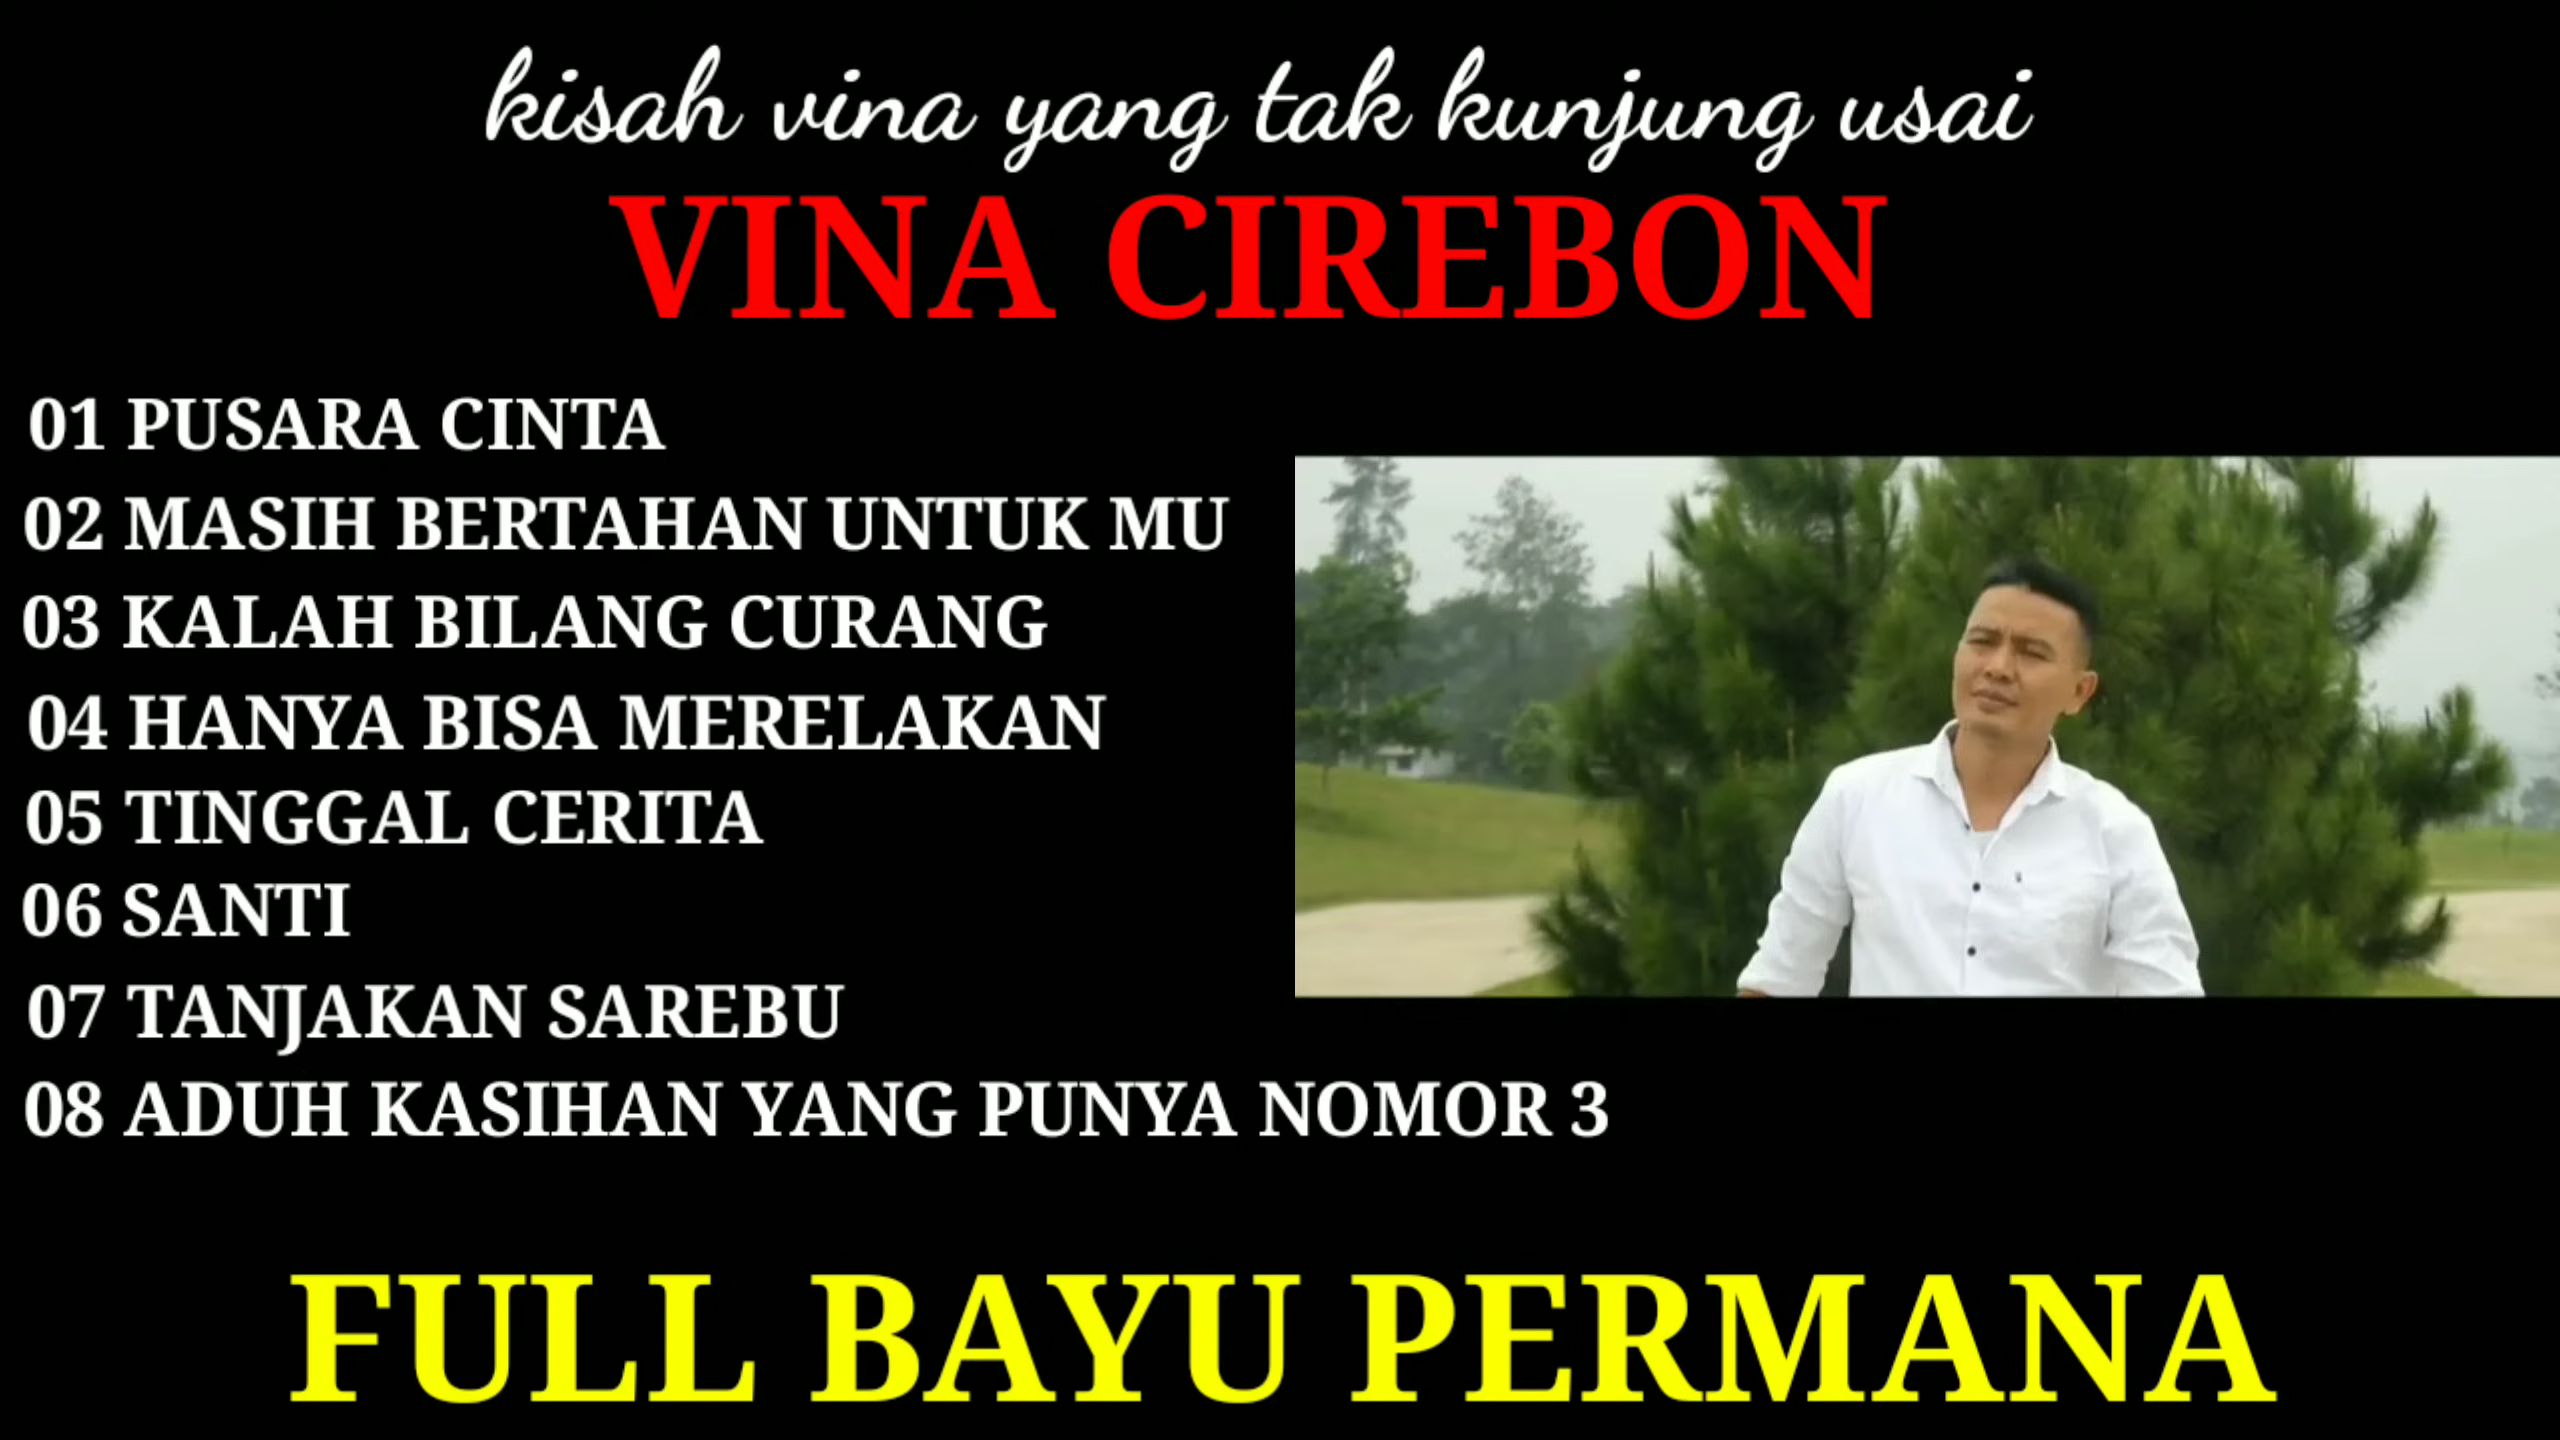 kisah vina yang tak kunjung usai
VINA CIREBON
01 PUSARA CINTA
02 MASIH BERTAHAN UNTUK MU
03 KALAH BILANG CURANG
04 HANYA BISA MERELAKAN
05 TINGGAL CERITA
06 SANTI
07 TANJAKAN SAREBU
08 ADUH KASIHAN YANG PUNYA NOMOR 3
FULL BAYU PERMANA